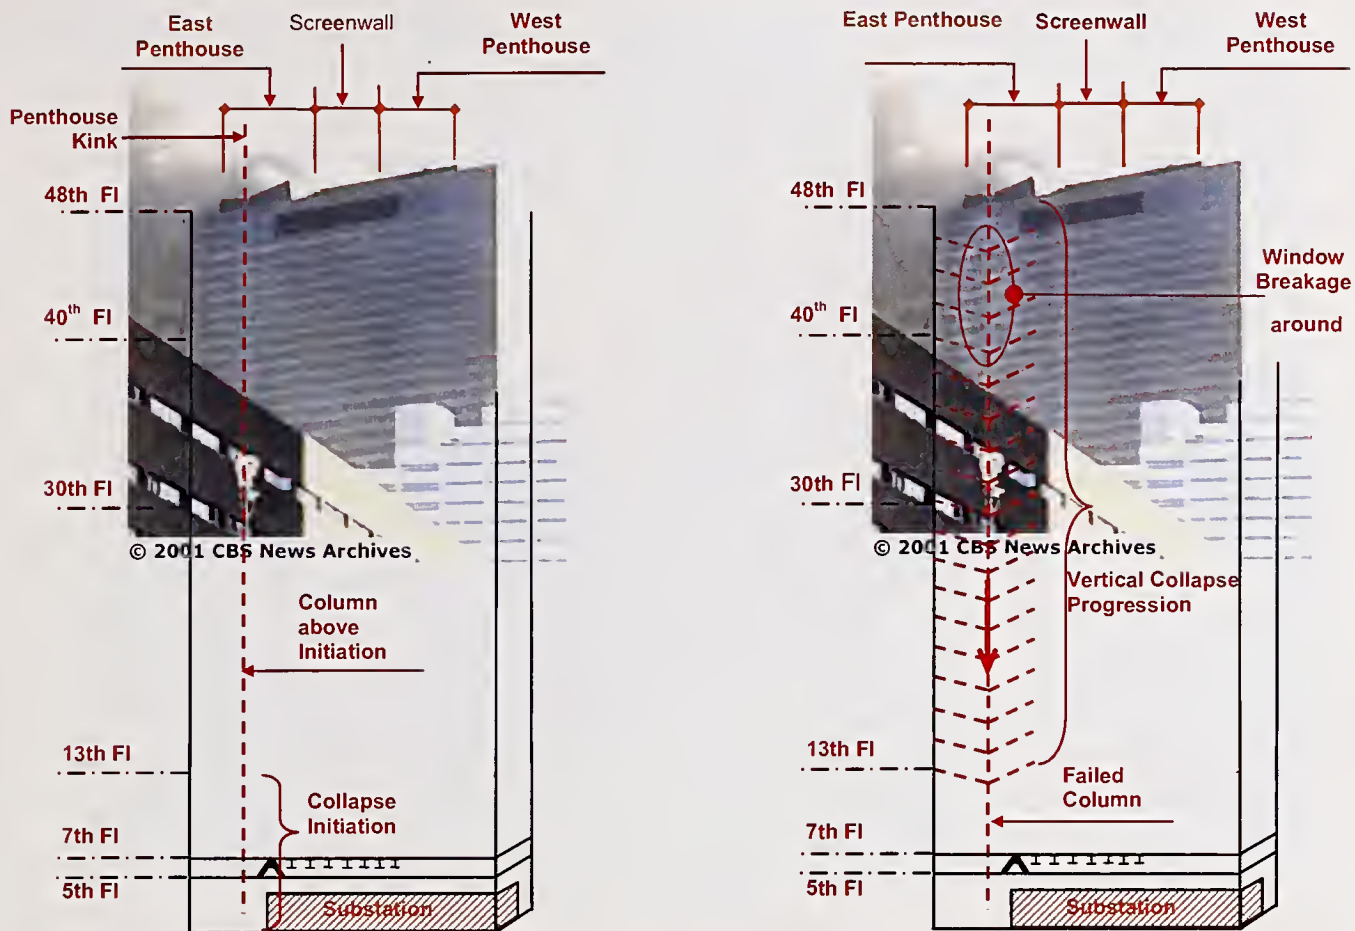 East
Penthouse
Screenwall
West
Penthouse
Penthouse
Kink
48th Fl
40th Fl
30th Fl
© 2001 CBS News Archives
Column
above
Initiation
13th Fl
Collapse
Initiation
7th Fl
5th Fl
Substation
East Penthouse
Screenwall
West
Penthouse
48th Fl
Window
Breakage
around
40th Fl
30th Fl
© 2001 CBS News Archives
Vertical Collapse
Progression
13th Fl
Failed
Column
7th Fl
5th Fl
Substation